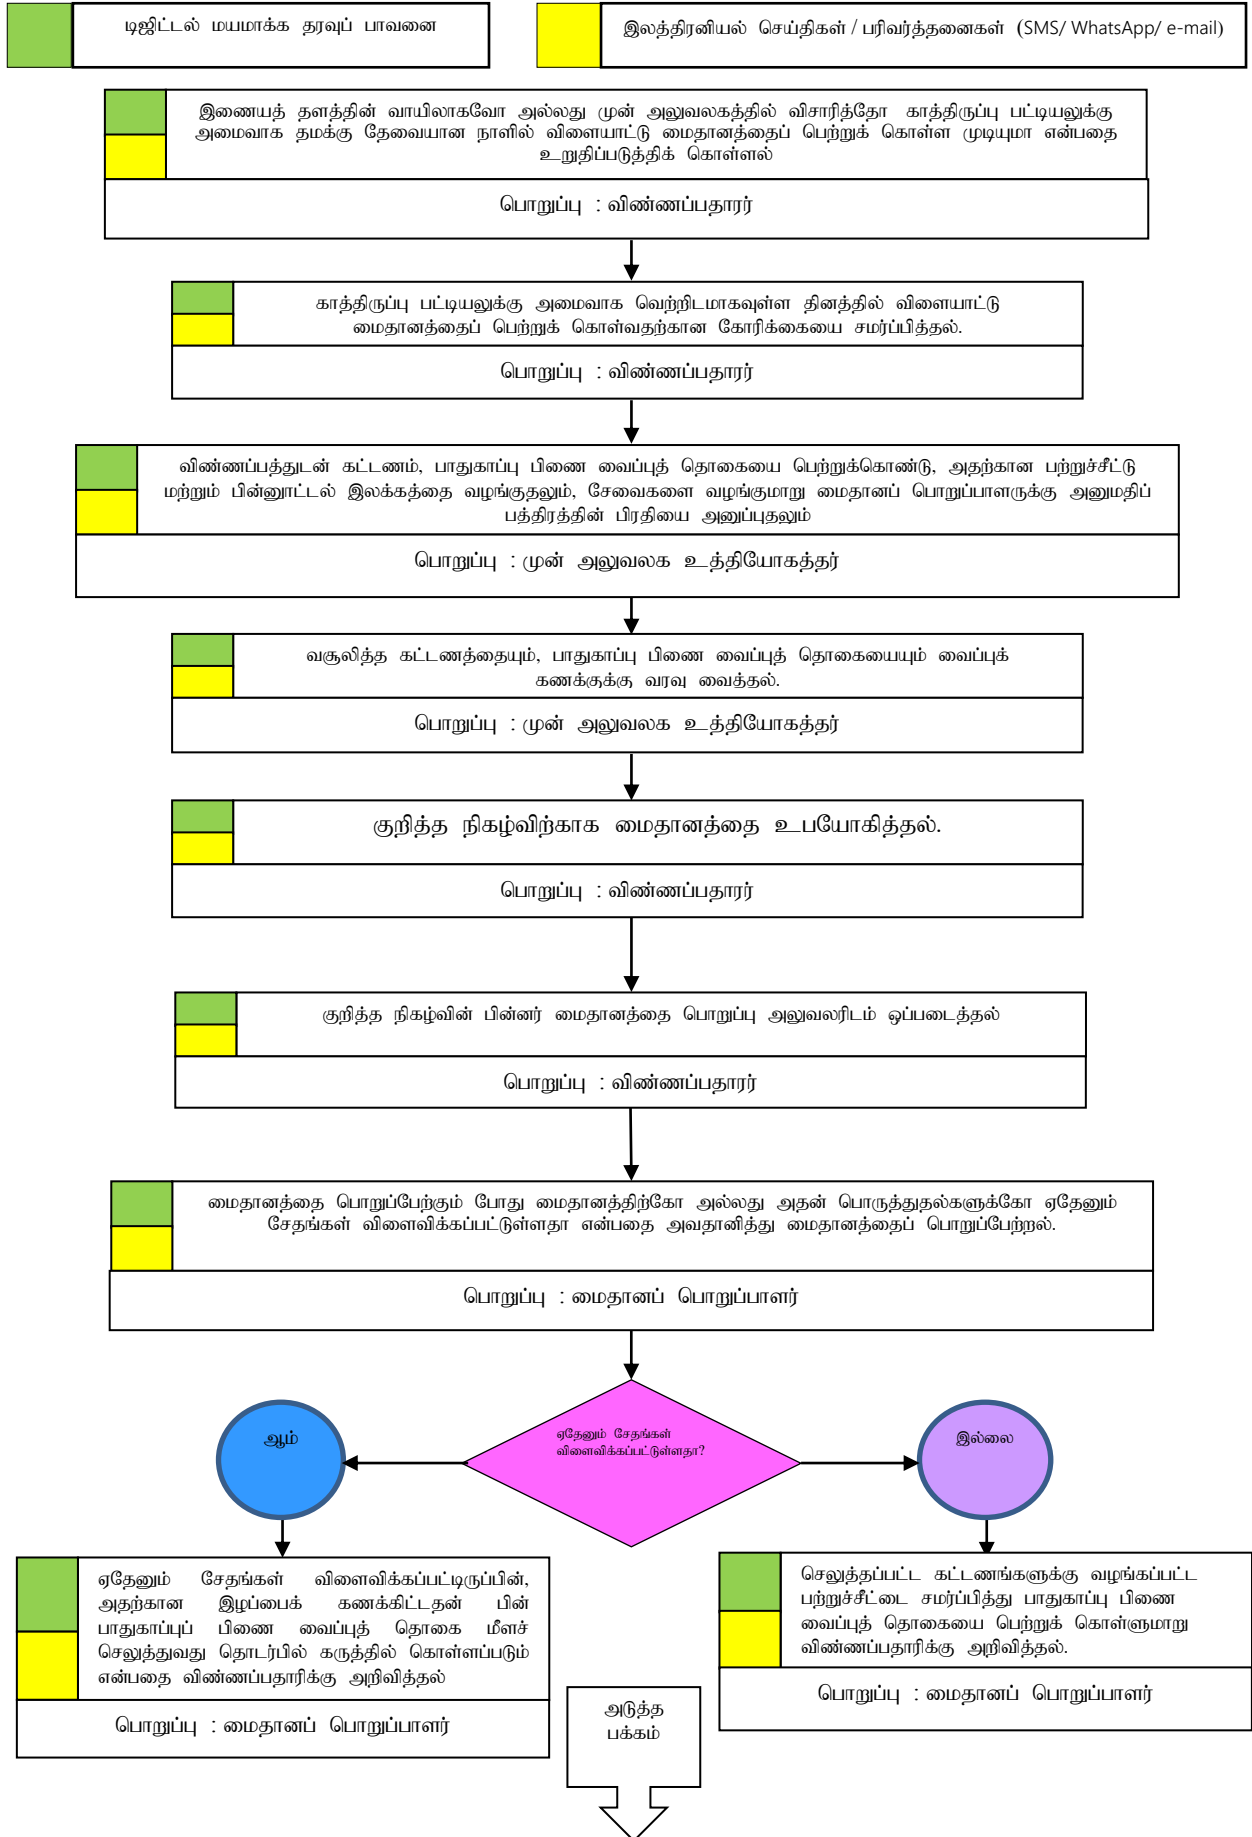 டிஜிட்டல் மயமாக்க தரவுப் பாவனை
இலத்திரனியல் செய்திகள் / பரிவர்த்தனைகள் (SMS/ WhatsApp/ e-mail)
இணையத் தளத்தின் வாயிலாகவோ அல்லது முன் அலுவலகத்தில் விசாரித்தோ காத்திருப்பு பட்டியலுக்கு
அமைவாக தமக்கு தேவையான நாளில் விளையாட்டு மைதானத்தைப் பெற்றுக் கொள்ள முடியுமா என்பதை
உறுதிப்படுத்திக் கொள்ளல்
பொறுப்பு : விண்ணப்பதாரர்
காத்திருப்பு பட்டியலுக்கு அமைவாக வெற்றிடமாகவுள்ள தினத்தில் விளையாட்டு
மைதானத்தைப் பெற்றுக் கொள்வதற்கான கோரிக்கையை சமர்ப்பித்தல்.
பொறுப்பு : விண்ணப்பதாரர்
விண்ணப்பத்துடன் கட்டணம், பாதுகாப்பு பிணை வைப்புத் தொகையை பெற்றுக்கொண்டு, அதற்கான பற்றுச்சீட்டு
மற்றும் பின்னூட்டல் இலக்கத்தை வழங்குதலும், சேவைகளை வழங்குமாறு மைதானப் பொறுப்பாளருக்கு அனுமதிப்
பத்திரத்தின் பிரதியை அனுப்புதலும்
பொறுப்பு : முன் அலுவலக உத்தியோகத்தர்
வசூலித்த கட்டணத்தையும், பாதுகாப்பு பிணை வைப்புத் தொகையையும் வைப்புக்
கணக்குக்கு வரவு வைத்தல்.
பொறுப்பு : முன் அலுவலக உத்தியோகத்தர்
குறித்த நிகழ்விற்காக மைதானத்தை உபயோகித்தல்.
பொறுப்பு : விண்ணப்பதாரர்
குறித்த நிகழ்வின் பின்னர் மைதானத்தை பொறுப்பு அலுவலரிடம் ஒப்படைத்தல்
பொறுப்பு : விண்ணப்பதாரர்
மைதானத்தை பொறுப்பேற்கும் போது மைதானத்திற்கோ அல்லது அதன் பொருத்துதல்களுக்கோ ஏதேனும்
சேதங்கள் விளைவிக்கப்பட்டுள்ளதா என்பதை அவதானித்து மைதானத்தைப் பொறுப்பேற்றல்.
பொறுப்பு : மைதானப் பொறுப்பாளர்
ஏதேனும் சேதங்கள்
விளைவிக்கப்பட்டுள்ளதா?
ஆம்
இல்லை
ஏதேனும் சேதங்கள் விளைவிக்கப்பட்டிருப்பின்,
அதற்கான இழப்பைக் கணக்கிட்டதன் பின்
பாதுகாப்புப் பிணை வைப்புத் தொகை மீளச்
செலுத்துவது தொடர்பில் கருத்தில் கொள்ளப்படும்
என்பதை விண்ணப்பதாரிக்கு அறிவித்தல்
பொறுப்பு : மைதானப் பொறுப்பாளர்
செலுத்தப்பட்ட கட்டணங்களுக்கு வழங்கப்பட்ட
பற்றுச்சீட்டை சமர்ப்பித்து பாதுகாப்பு பிணை
வைப்புத் தொகையை பெற்றுக் கொள்ளுமாறு
விண்ணப்பதாரிக்கு அறிவித்தல்.
பொறுப்பு : மைதானப் பொறுப்பாளர்
அடுத்த
பக்கம்